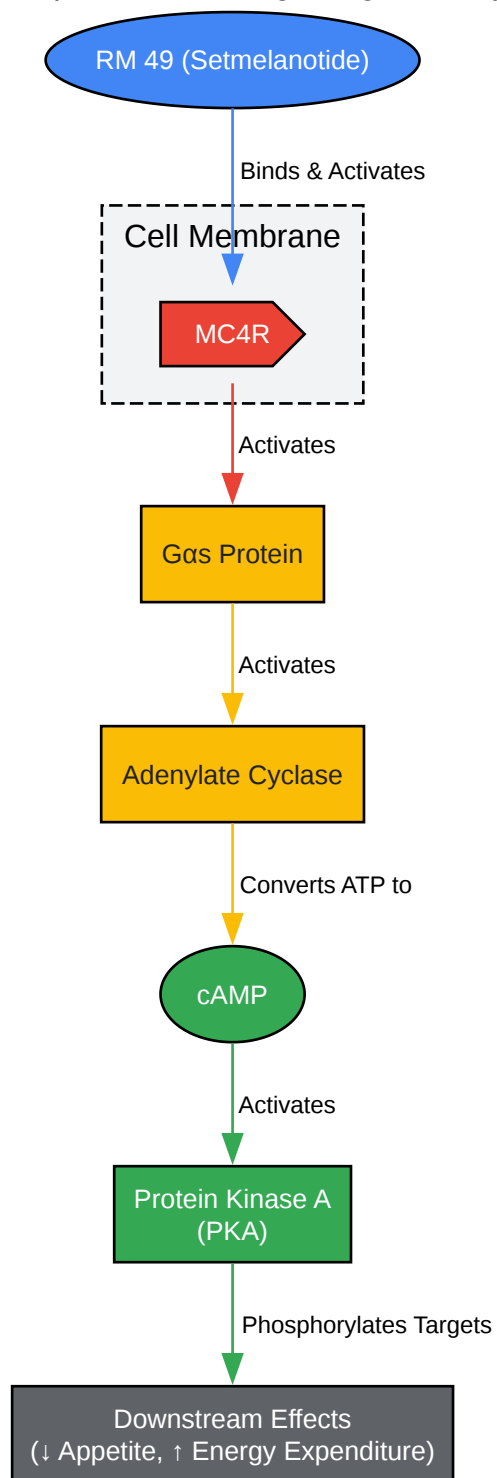 RM 49 (Setmelanotide)
Binds & Activates
Cell Membrane
MC4R
Activates
Gαs Protein
Activates
Adenylate Cyclase
Converts ATP to
cAMP
Activates
Protein Kinase A
(PKA)
Phosphorylates Targets
Downstream Effects
(↓ Appetite, ↑ Energy Expenditure)